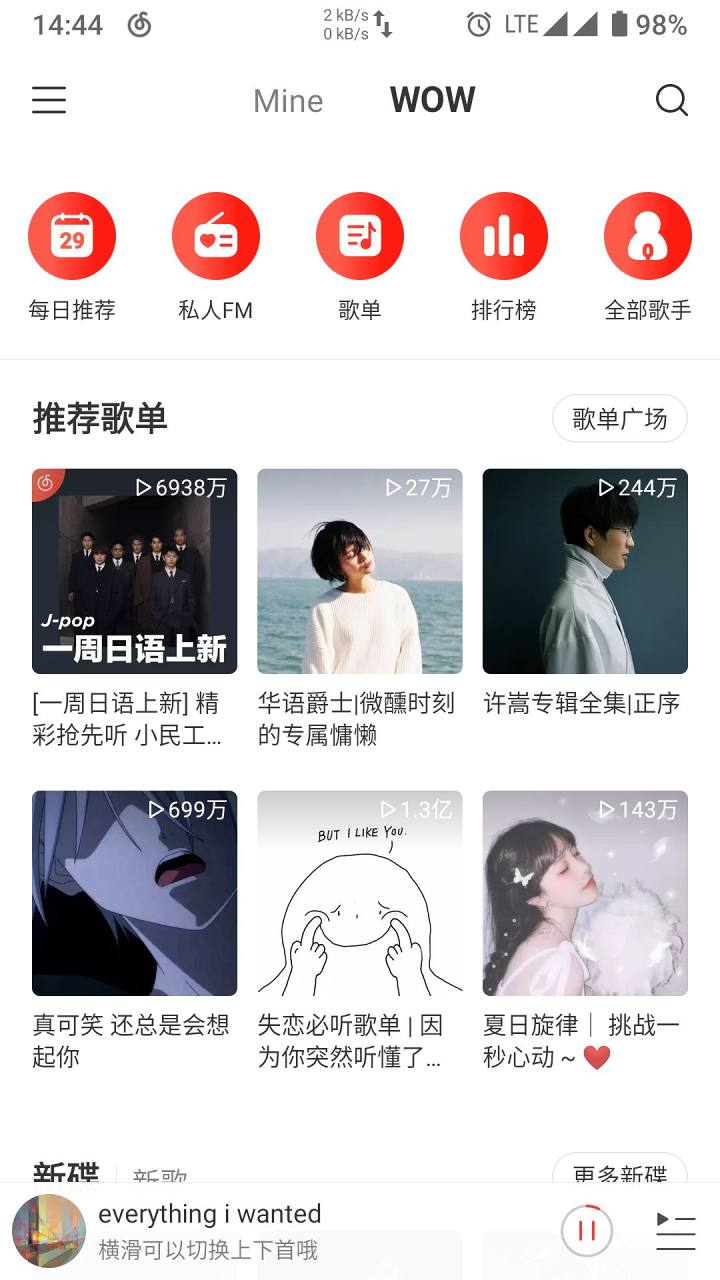 14:44
2 kB/s
0 kB/s
LTE
98%
Mine
WOW
29
每日推荐
私人FM
歌单
排行榜
全部歌手
推荐歌单
歌单广场
6938万
J-pop
一周日语上新
27万
244万
[一周日语上新] 精
彩抢先听 小民工...
华语爵士|微醺时刻
的专属慵懒
许嵩专辑全集|正序
699万
1.3亿
BUT I LIKE YOU.
143万
真可笑 还总是会想
起你
失恋必听歌单 | 因
为你突然听懂了...
夏日旋律｜ 挑战一
秒心动 ~ ❤️
新碟
新歌
更多新碟
everything i wanted
横滑可以切换上下首哦